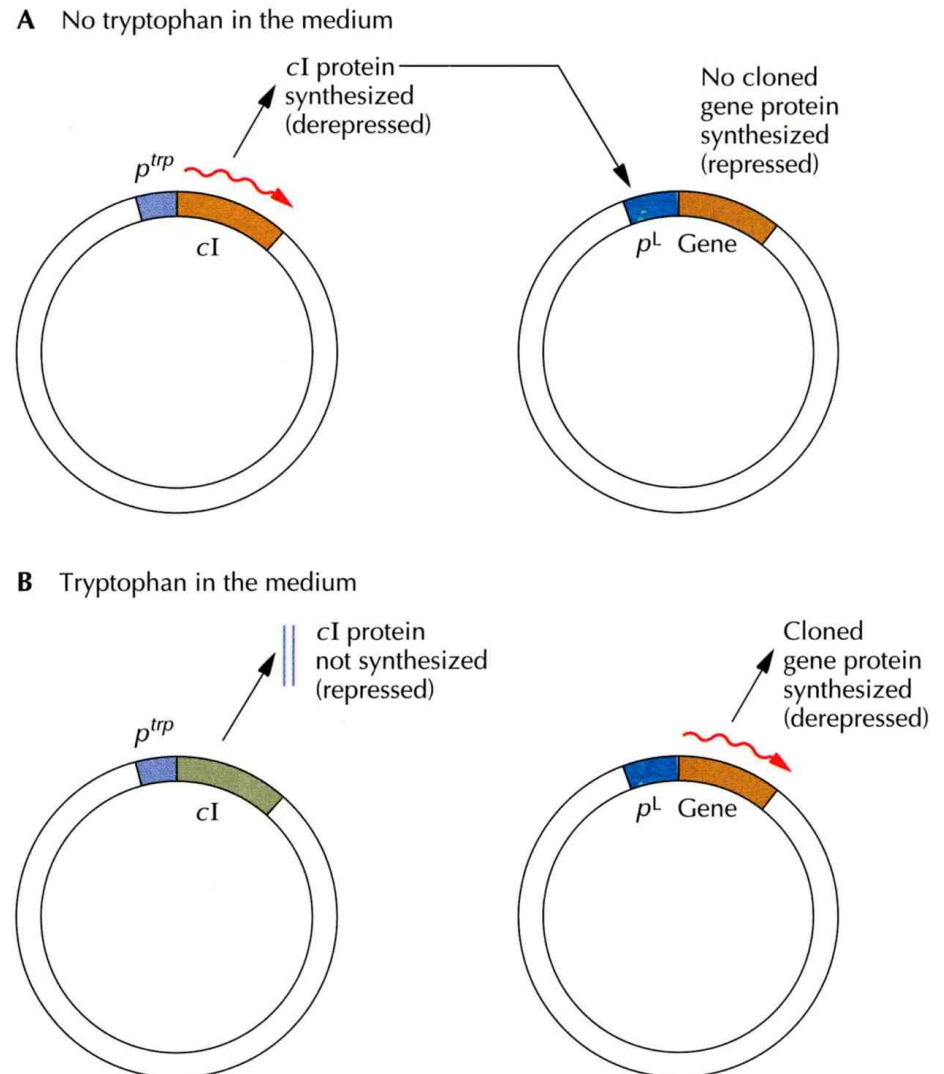 A No tryptophan in the medium
cI protein
synthesized
(derepressed)
No cloned
gene protein
synthesized
(repressed)
p^trp
cI
p^L Gene
B Tryptophan in the medium
cI protein
not synthesized
(repressed)
Cloned
gene protein
synthesized
(derepressed)
p^trp
cI
p^L Gene